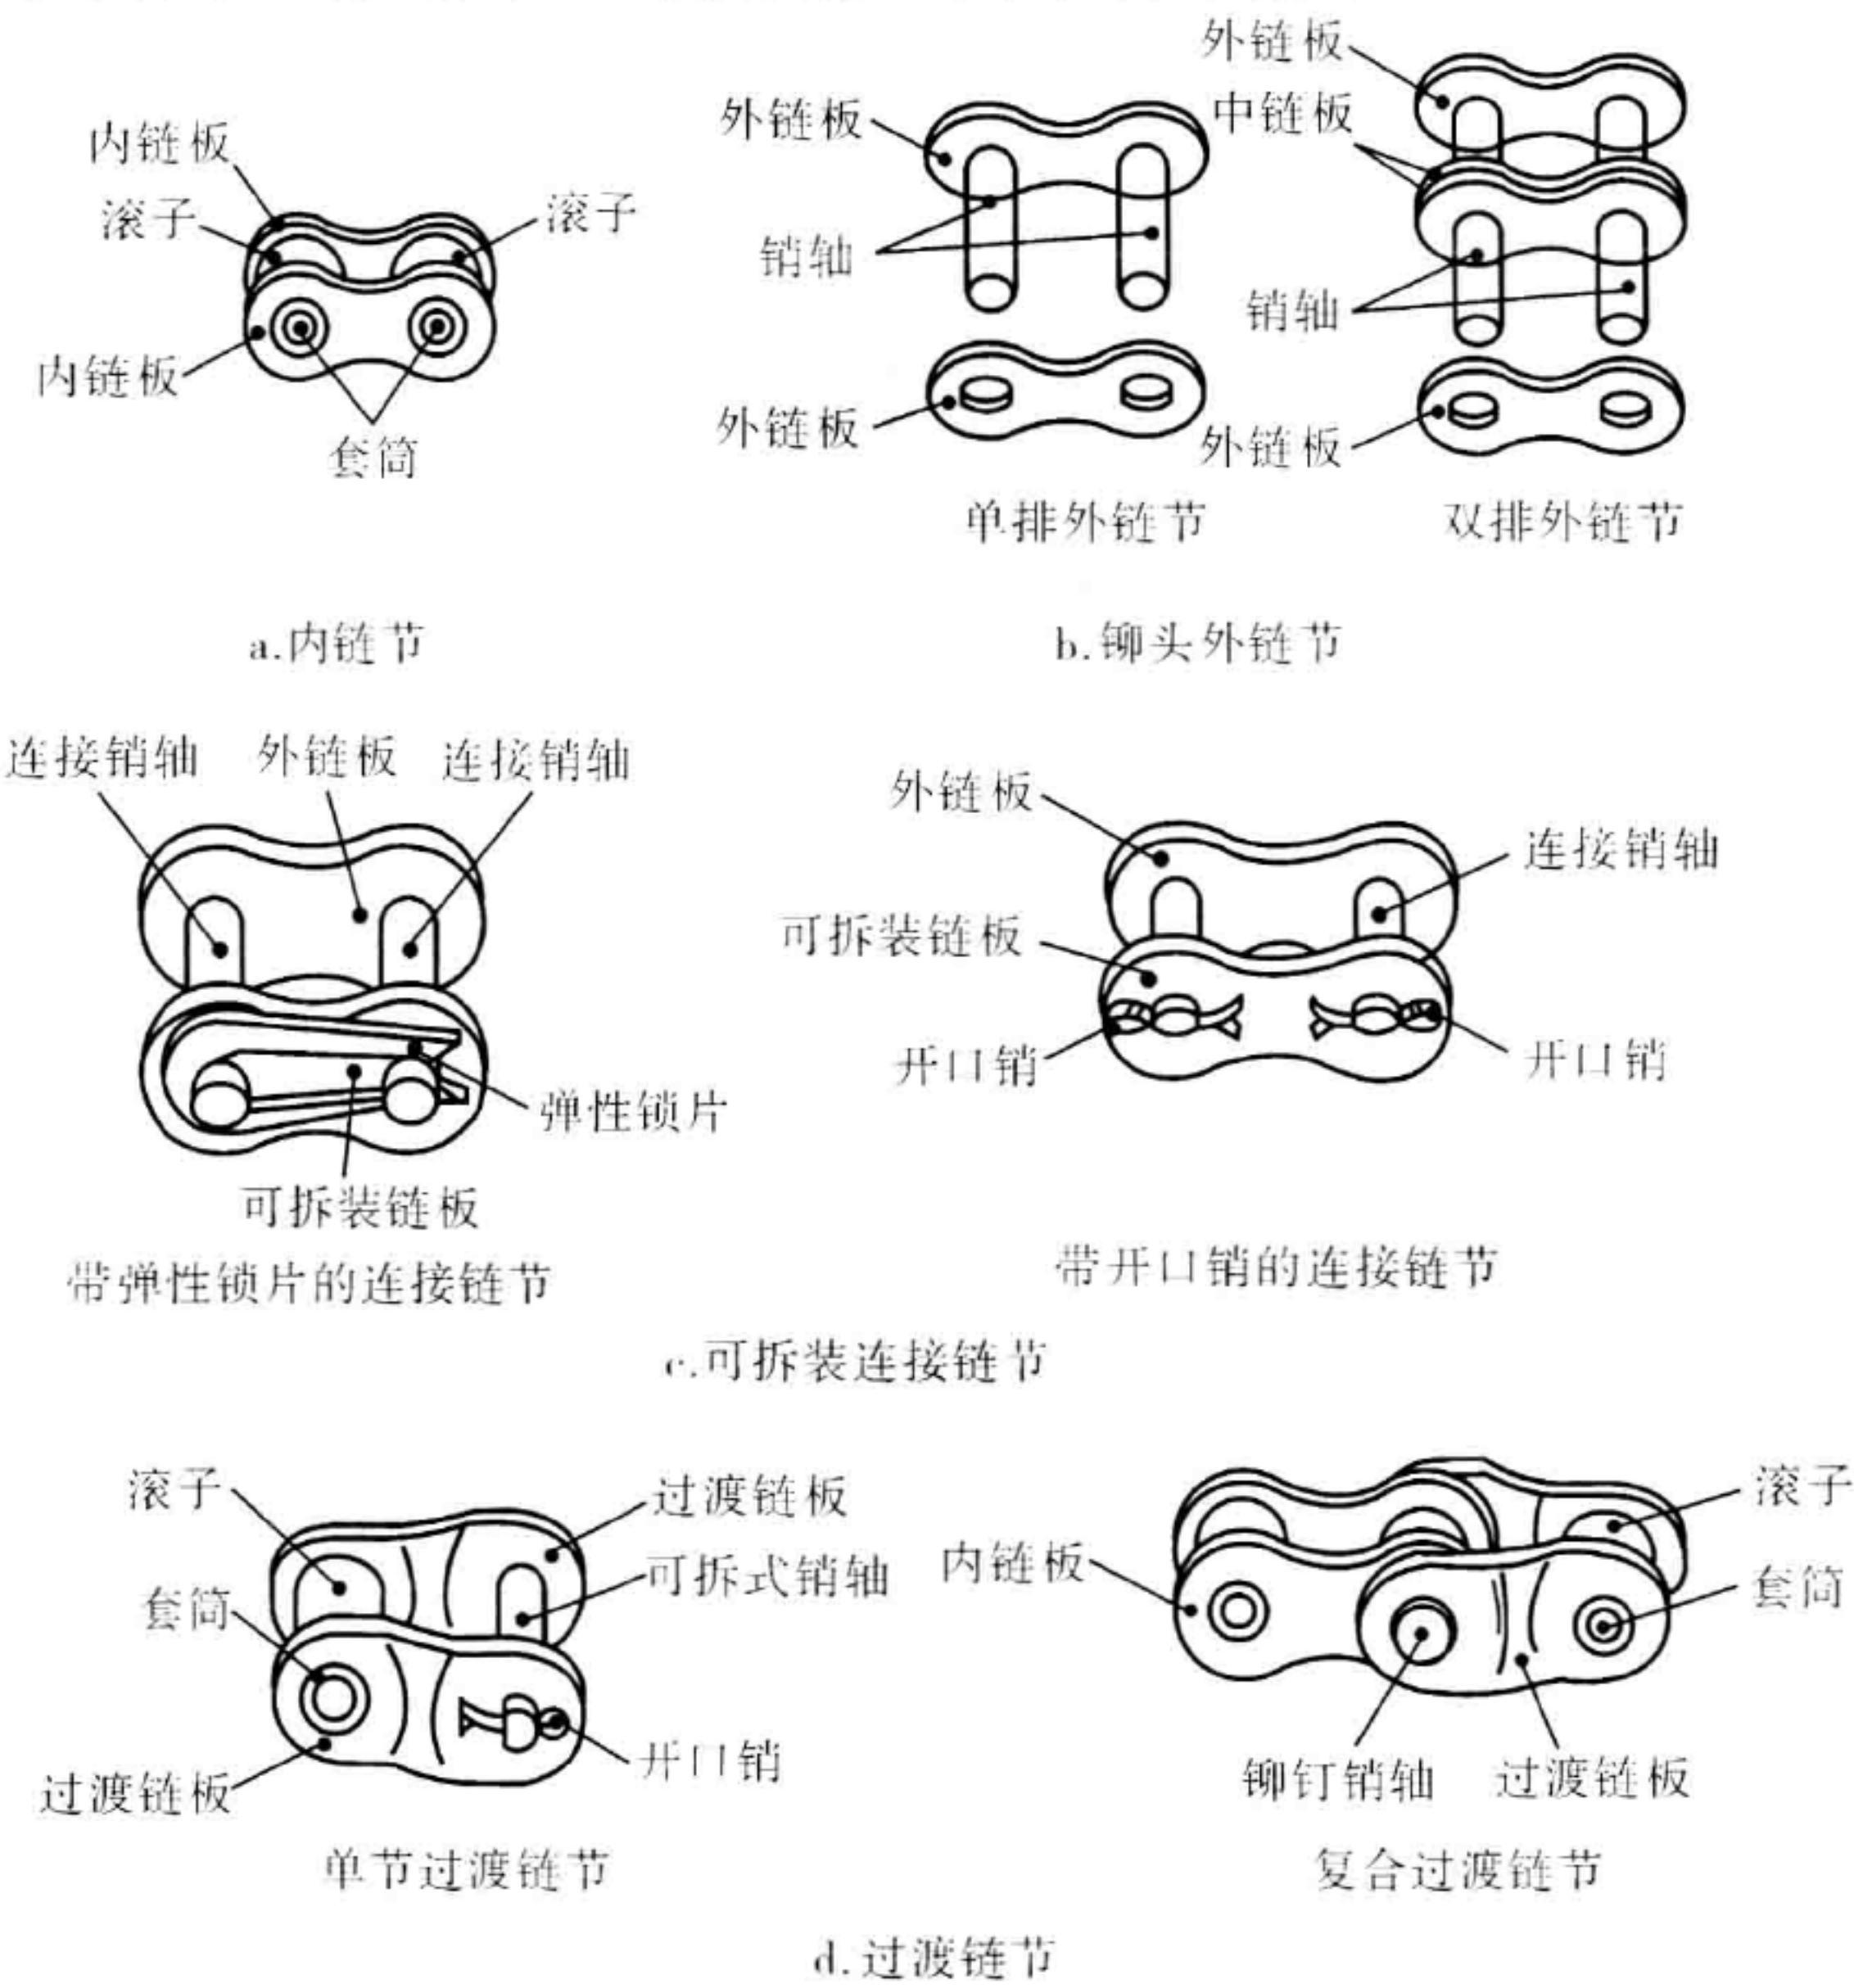 内链板
滚子
滚子
内链板
套筒
外链板
销轴
外链板
单排外链节
外链板
中链板
销轴
外链板
双排外链节
a.内链节
b.铆头外链节
连接销轴
外链板
连接销轴
弹性锁片
可拆装链板
带弹性锁片的连接链节
外链板
连接销轴
可拆装链板
开口销
开口销
带开口销的连接链节
c.可拆装连接链节
滚子
过渡链板
套筒
可拆式销轴
过渡链板
开口销
单节过渡链节
滚子
内链板
套筒
铆钉销轴
过渡链板
复合过渡链节
d.过渡链节